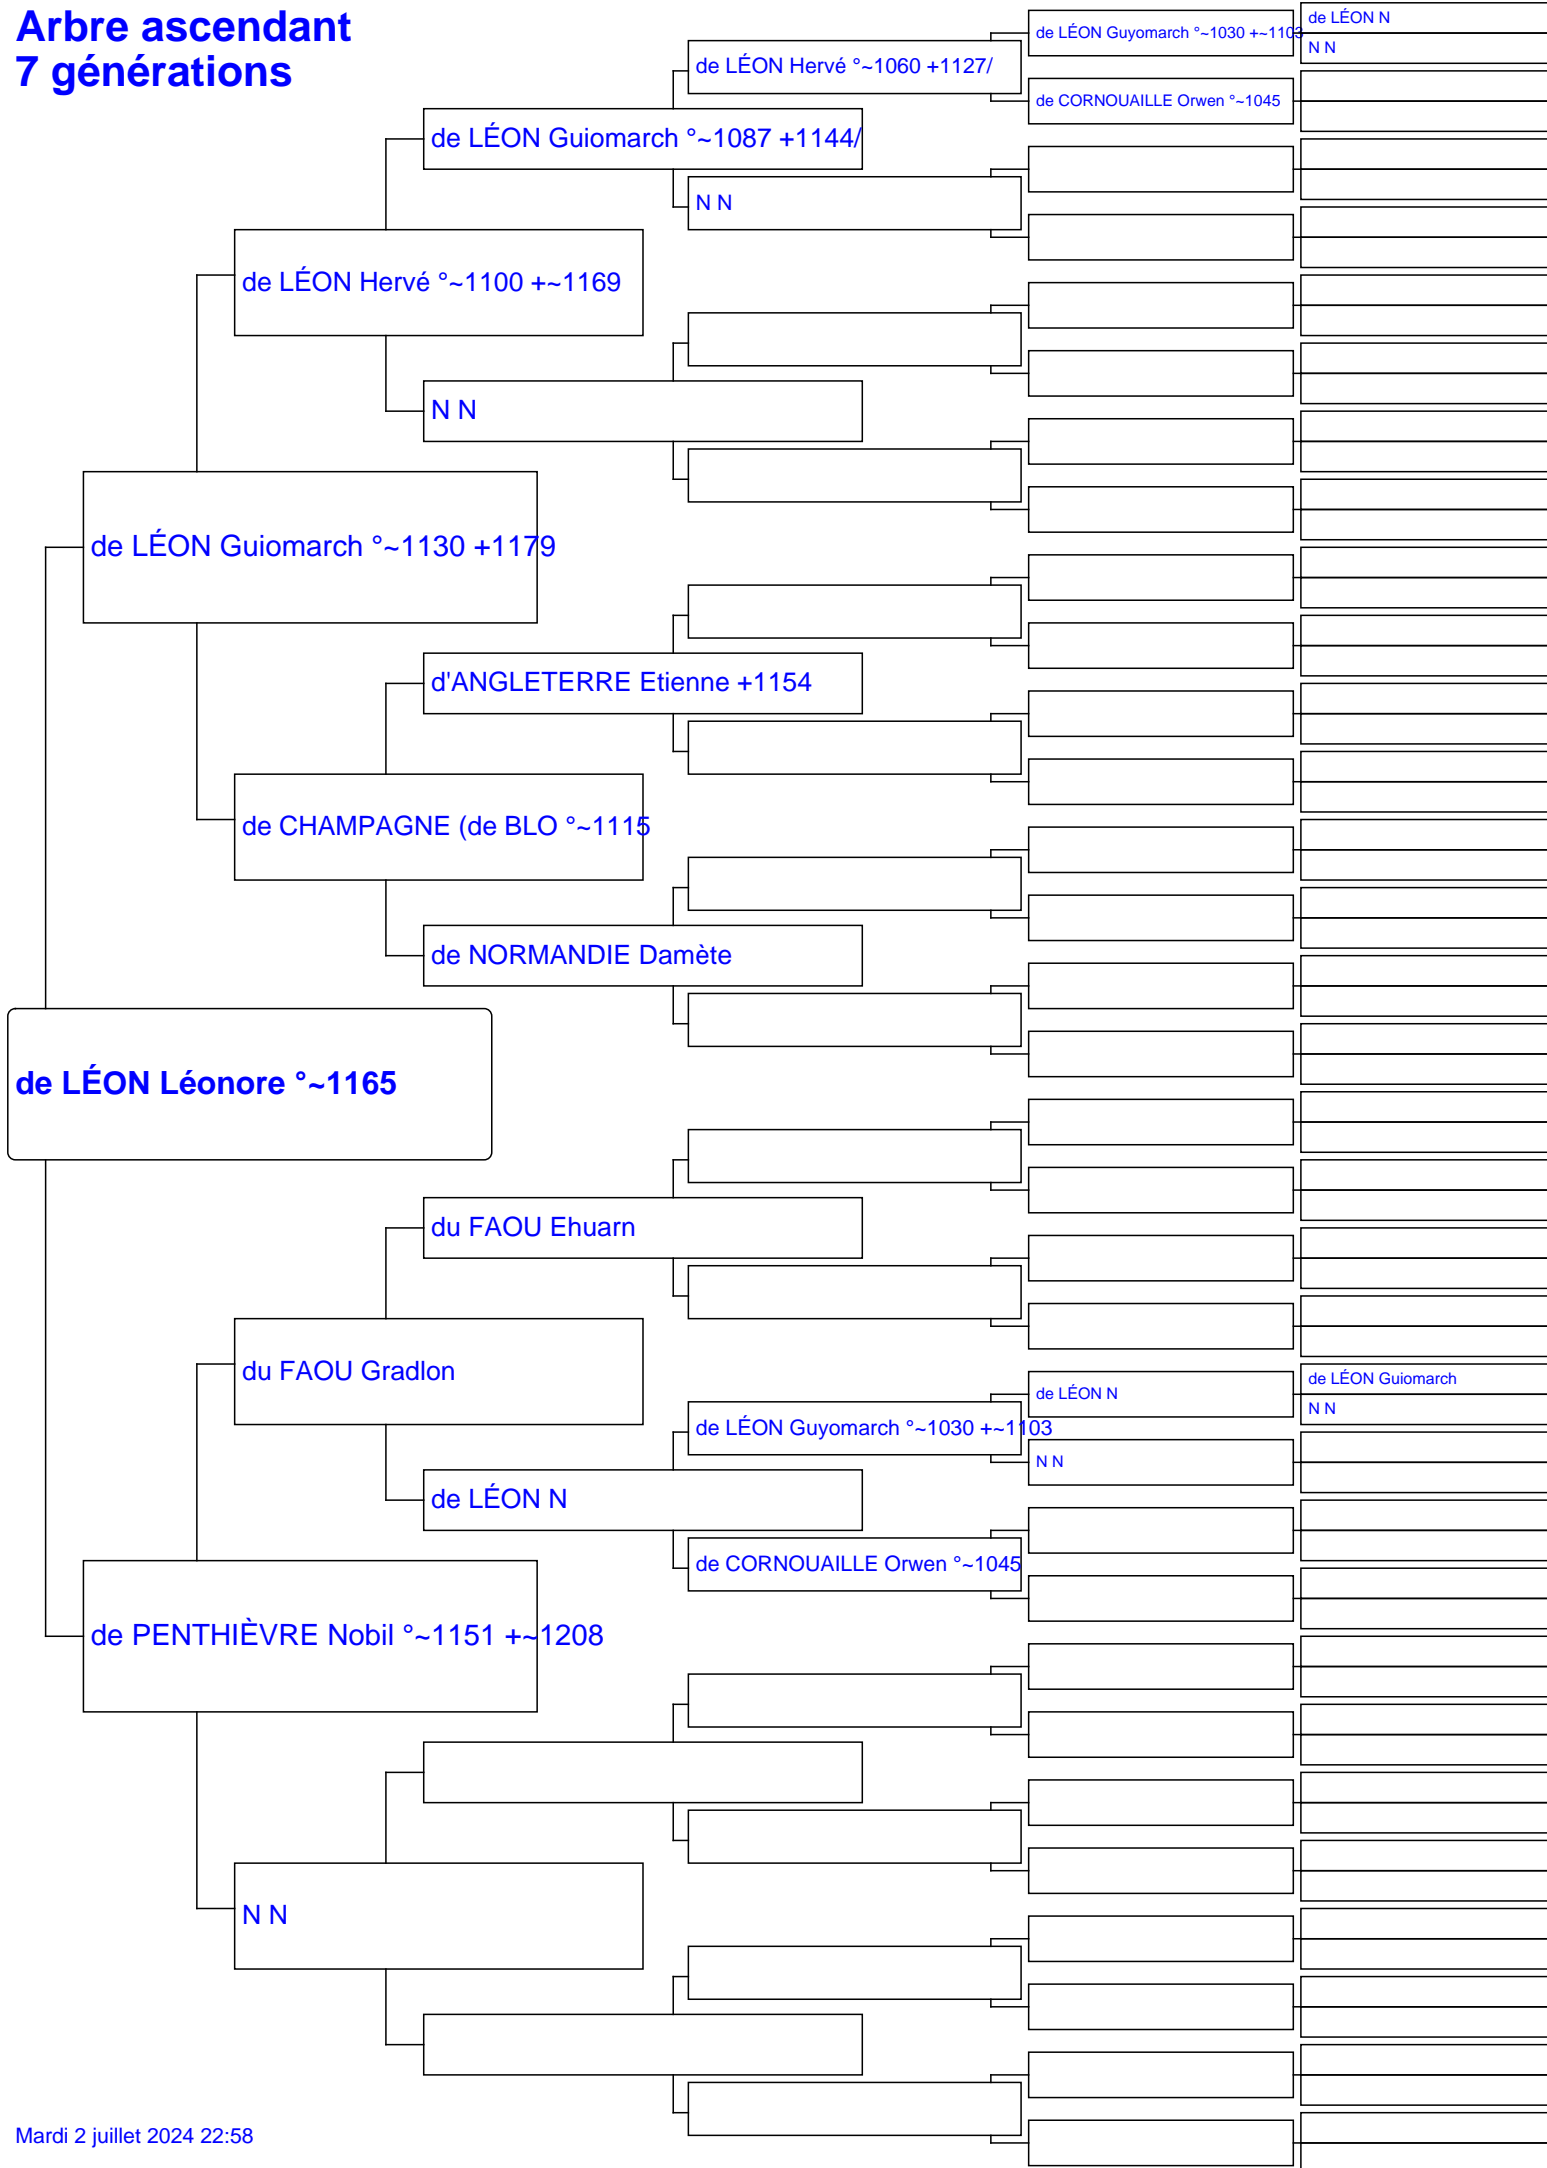 Arbre ascendant
7 générations
de LÉON Guyomarch °~1030 +~1103
de LÉON N
N N
de LÉON Hervé °~1060 +1127/
de CORNOUAILLE Orwen °~1045
de LÉON Guiomarch °~1087 +1144/
N N
de LÉON Hervé °~1100 +~1169
N N
de LÉON Guiomarch °~1130 +1179
d'ANGLETERRE Etienne +1154
de CHAMPAGNE (de BLO °~1115
de NORMANDIE Damète
de LÉON Léonore °~1165
du FAOU Ehuarn
du FAOU Gradlon
de LÉON N
de LÉON Guiomarch
N N
de LÉON Guyomarch °~1030 +~1103
N N
de LÉON N
de CORNOUAILLE Orwen °~1045
de PENTHIÈVRE Nobil °~1151 +~1208
N N
Mardi 2 juillet 2024 22:58